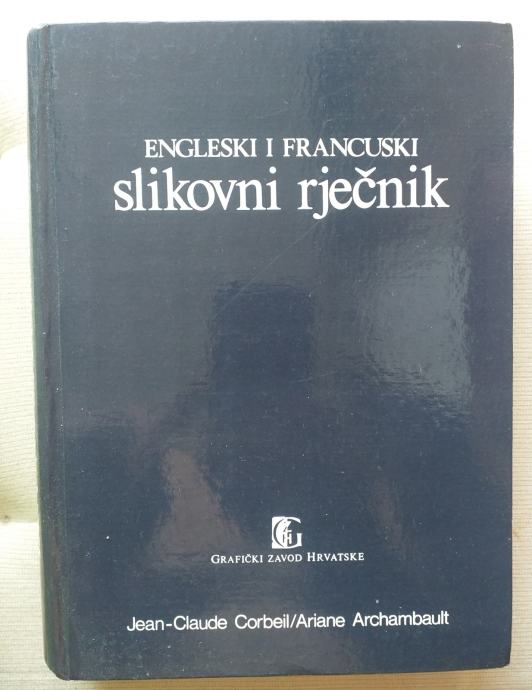 ENGLESKI I FRANCUSKI
slikovni rječnik
GRAFIČKI ZAVOD HRVATSKE
Jean-Claude Corbeil/Ariane Archambault